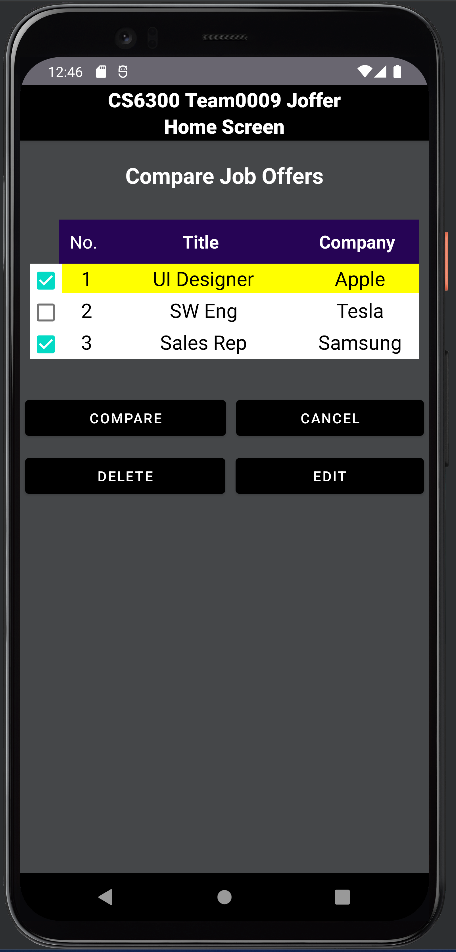 12:46
CS6300 Team0009 Joffer
Home Screen
Compare Job Offers
No. Title Company
1 UI Designer Apple
2 SW Eng Tesla
3 Sales Rep Samsung
COMPARE CANCEL
DELETE EDIT